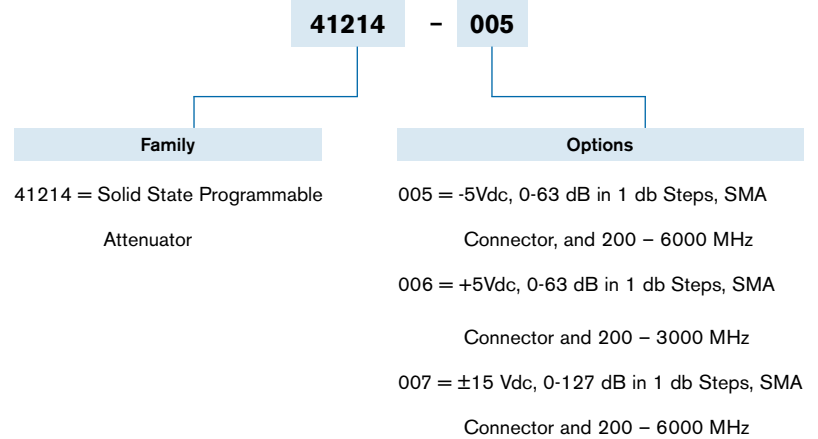 41214 – 005
Family
41214 = Solid State Programmable
Attenuator
Options
005 = -5Vdc, 0-63 dB in 1 db Steps, SMA
Connector, and 200 – 6000 MHz
006 = +5Vdc, 0-63 dB in 1 db Steps, SMA
Connector and 200 – 3000 MHz
007 = ±15 Vdc, 0-127 dB in 1 db Steps, SMA
Connector and 200 – 6000 MHz